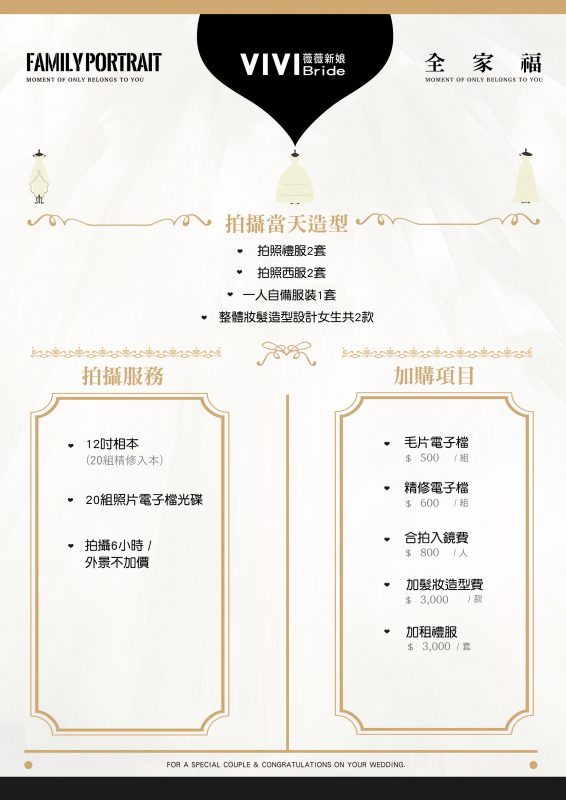 FAMILY PORTRAIT
MOMENT OF ONLY BELONGS TO YOU
VIVI 薇薇新娘
Bride
全家福
MOMENT OF ONLY BELONGS TO YOU
拍攝當天造型
拍照禮服2套
拍照西服2套
一人自備服裝1套
整體妝髮造型設計女生共2款
拍攝服務
12吋相本
(20組精修入本)
20組照片電子檔光碟
拍攝6小時 /
外景不加價
加購項目
毛片電子檔
$ 500 / 組
精修電子檔
$ 600 / 組
合拍入鏡費
$ 800 / 人
加髮妝造型費
$ 3,000 / 款
加租禮服
$ 3,000 / 套
FOR A SPECIAL COUPLE & CONGRATULATIONS ON YOUR WEDDING.